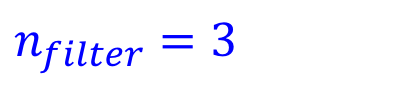 n_filter = 3